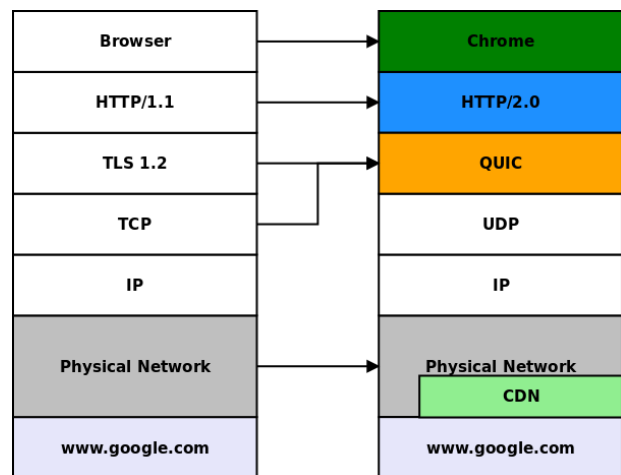 Browser
HTTP/1.1
TLS 1.2
TCP
IP
Physical Network
www.google.com
Chrome
HTTP/2.0
QUIC
UDP
IP
Physical Network
CDN
www.google.com